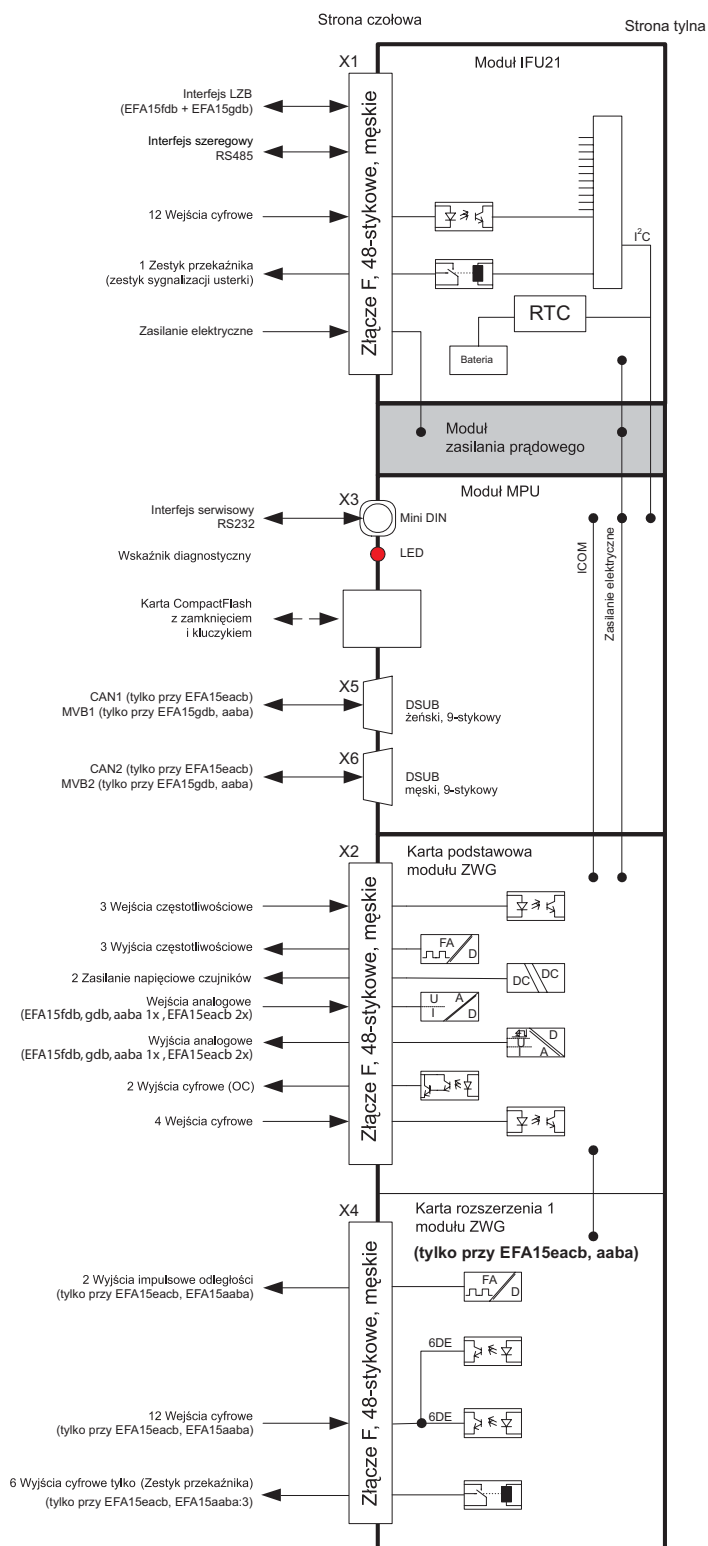 Strona czołowa
Strona tylna
X1
Moduł IFU21
Interfejs LZB
(EFA15fdb + EFA15gdb)
Interfejs szeregowy
RS485
12 Wejścia cyfrowe
1 Zestyk przekaźnika
(zestyk sygnalizacji usterki)
Zasilanie elektryczne
Złącze F, 48-stykowe, męskie
I²C
RTC
Bateria
Moduł
zasilania prądowego
Moduł MPU
X3
Interfejs serwisowy
RS232
Mini DIN
Wskaźnik diagnostyczny
LED
ICOM
Zasilanie elektryczne
Karta CompactFlash
z zamknięciem
i kluczykiem
X5
CAN1 (tylko przy EFA15eacb)
MVB1 (tylko przy EFA15gdb, aaba)
DSUB
żeński, 9-stykowy
X6
CAN2 (tylko przy EFA15eacb)
MVB2 (tylko przy EFA15gdb, aaba)
DSUB
męski, 9-stykowy
X2
Karta podstawowa
modułu ZWG
Złącze F, 48-stykowe, męskie
3 Wejścia częstotliwościowe
3 Wyjścia częstotliwościowe
FA
D
2 Zasilanie napięciowe czujników
DC
DC
Wejścia analogowe
(EFA15fdb, gdb, aaba 1x , EFA15eacb 2x)
U
A
I
D
Wyjścia analogowe
(EFA15fdb, gdb, aaba 1x , EFA15eacb 2x)
U
D
I
A
2 Wyjścia cyfrowe (OC)
4 Wejścia cyfrowe
X4
Karta rozszerzenia 1
modułu ZWG
(tylko przy EFA15eacb, aaba)
Złącze F, 48-stykowe, męskie
2 Wyjścia impulsowe odległości
(tylko przy EFA15eacb, EFA15aaba)
FA
D
6DE
12 Wejścia cyfrowe
(tylko przy EFA15eacb, EFA15aaba)
6DE
6 Wyjścia cyfrowe tylko (Zestyk przekaźnika)
(tylko przy EFA15eacb, EFA15aaba:3)